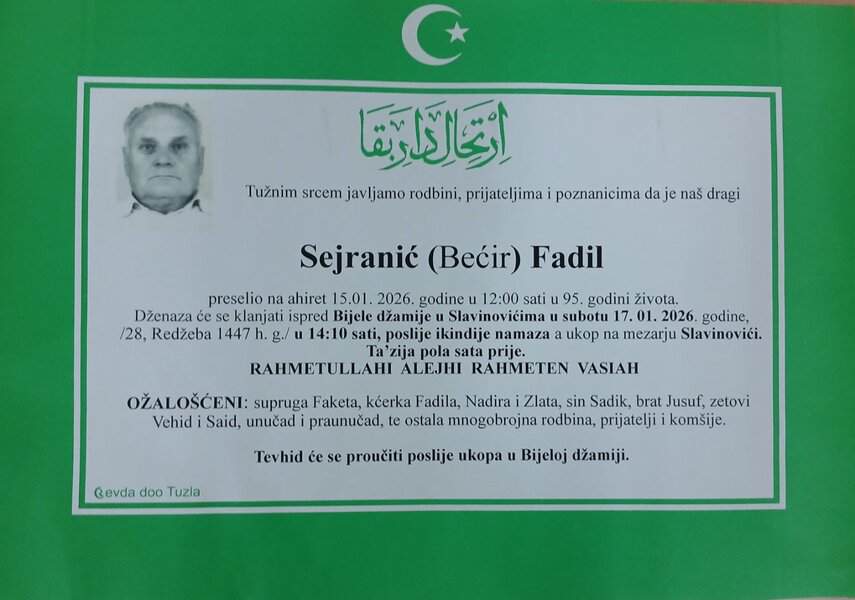 اِرْتِحَالِ دَارِ بَقَا
Tužnim srcem javljamo rodbini, prijateljima i poznanicima da je naš dragi
Sejranić (Bećir) Fadil
preselio na ahiret 15.01. 2026. godine u 12:00 sati u 95. godini života.
Dženaza će se klanjati ispred Bijele džamije u Slavinovićima u subotu 17. 01. 2026. godine,
/28, Redžeba 1447 h. g./ u 14:10 sati, poslije ikindije namaza a ukop na mezarju Slavinovići.
Ta’zija pola sata prije.
RAHMETULLAHI ALEJHI RAHMETEN VASIAH
OŽALOŠĆENI: supruga Faketa, kćerka Fadila, Nadira i Zlata, sin Sadik, brat Jusuf, zetovi
Vehid i Said, unučad i praunučad, te ostala mnogobrojna rodbina, prijatelji i komšije.
Tevhid će se proučiti poslije ukopa u Bijeloj džamiji.
evda doo Tuzla